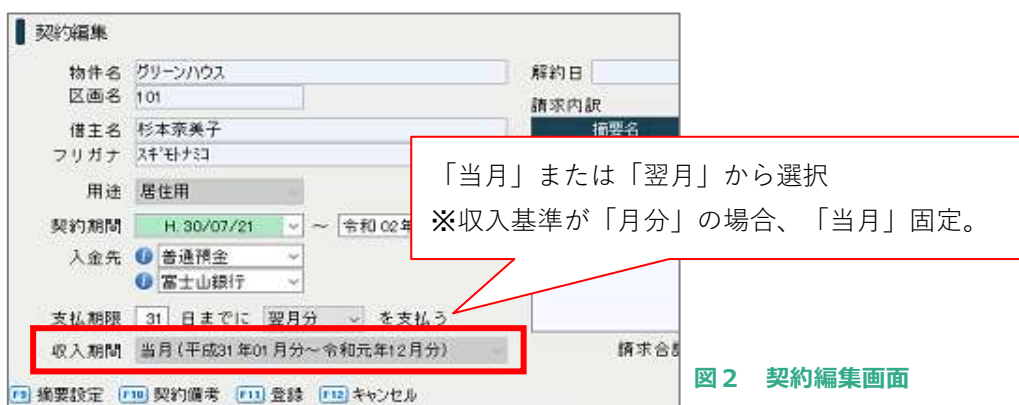 契約編集
物件名 グリーンハウス
区画名 101
借主名 杉本奈美子
フリガナ スギモトナミコ
用途 居住用
契約期間 H.30/07/21 ～ 令和02年
入金先 普通預金
富士山銀行
支払期限 31 日までに 翌月分 を支払う
収入期間 当月(平成31年01月分～令和元年12月分)
F9 摘要設定 F10 契約備考 F11 登録 F12 キャンセル
解約日
請求内訳
摘要名
「当月」または「翌月」から選択
※収入基準が「月分」の場合、「当月」固定。
請求合
図２ 契約編集画面